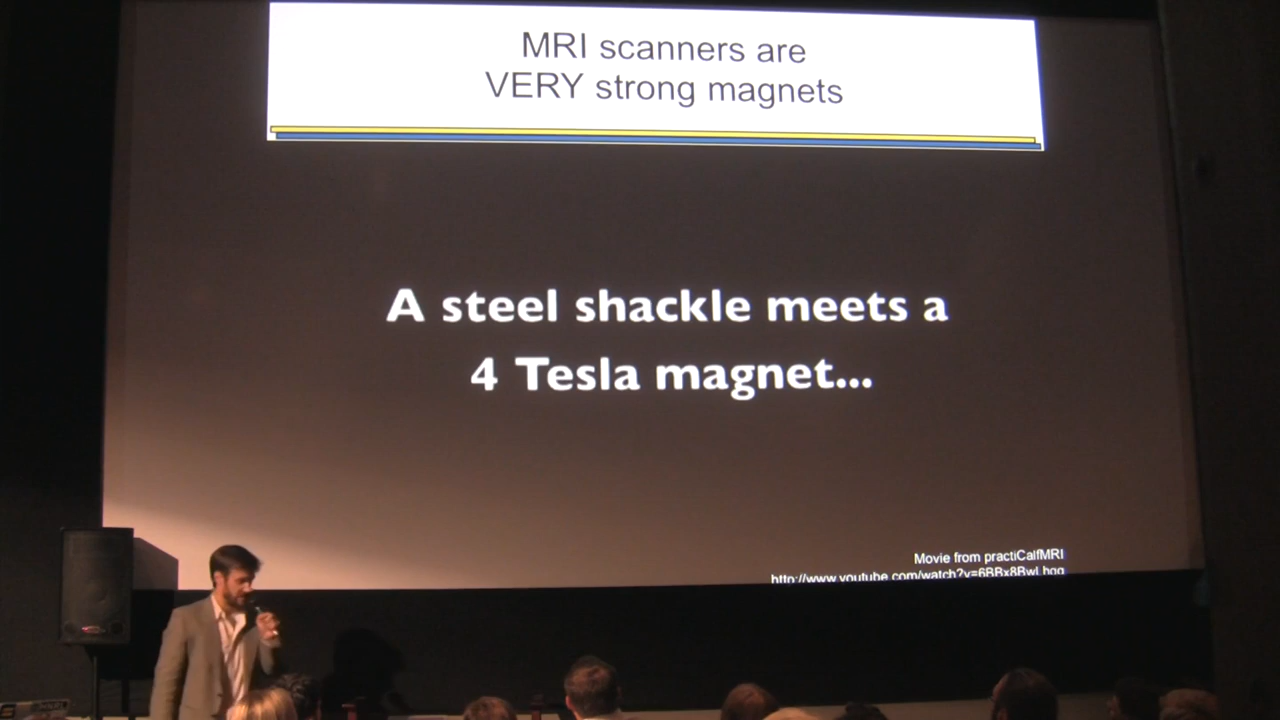 MRI scanners are
VERY strong magnets
A steel shackle meets a
4 Tesla magnet...
Movie from practiCalfMRI